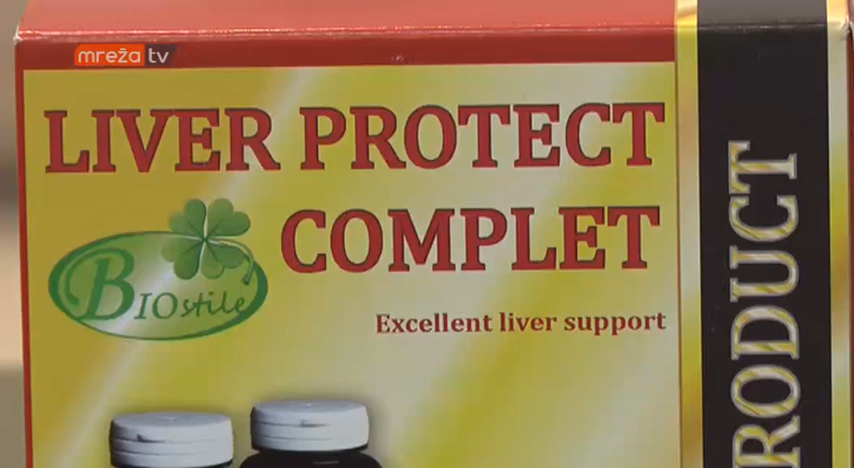 mreža tv
LIVER PROTECT
COMPLET
BIOstile
Excellent liver support
RODUCT